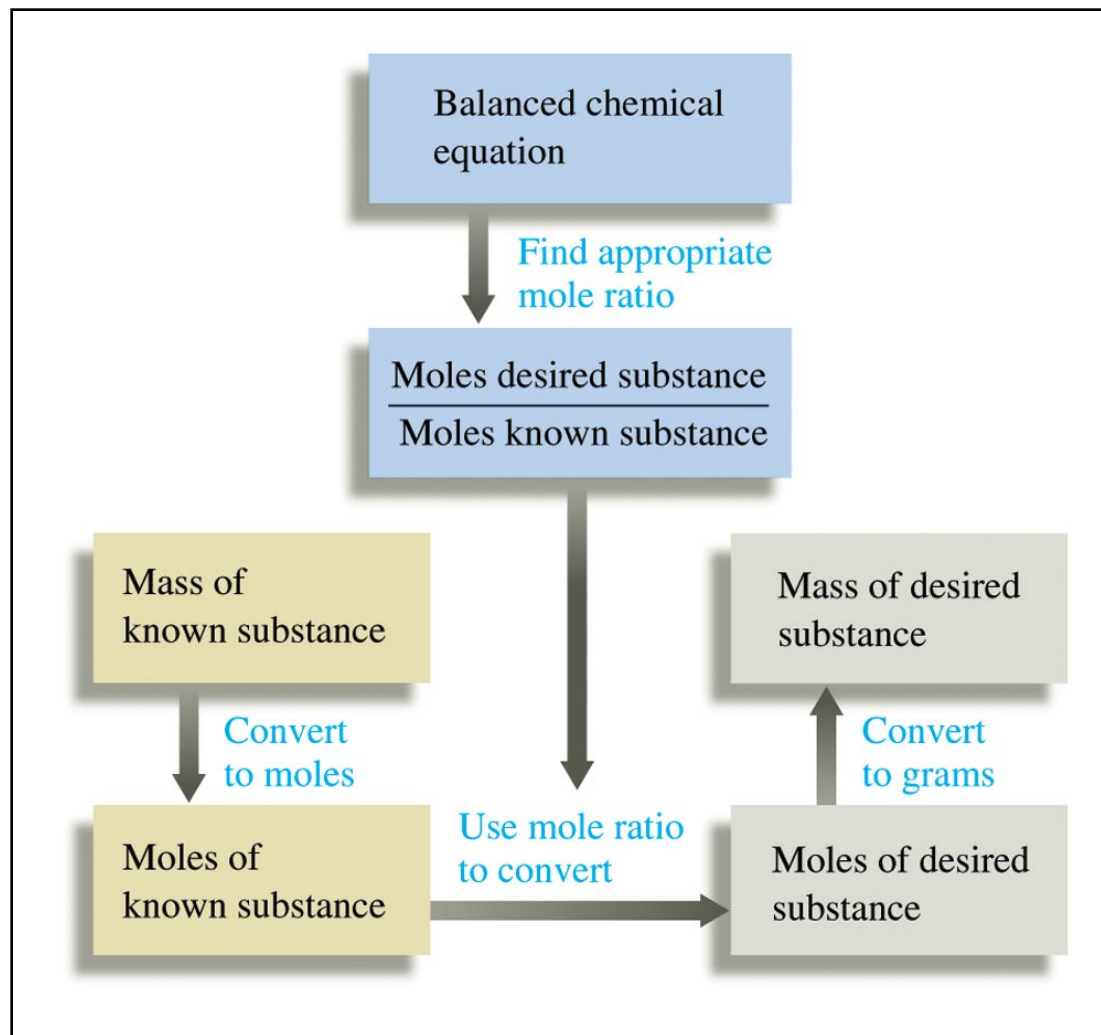 Balanced chemical
equation
Find appropriate
mole ratio
Moles desired substance
Moles known substance
Mass of
known substance
Mass of desired
substance
Convert
to moles
Convert
to grams
Use mole ratio
to convert
Moles of
known substance
Moles of desired
substance